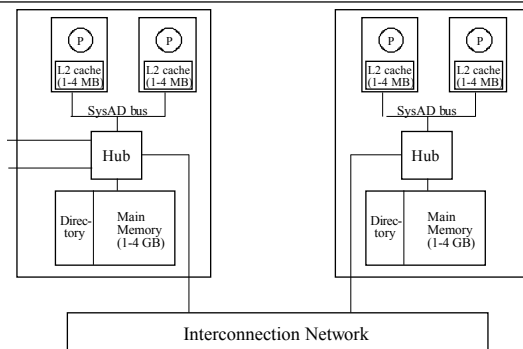 P
P
L2 cache
(1-4 MB)
L2 cache
(1-4 MB)
SysAD bus
Hub
Direc-
tory
Main
Memory
(1-4 GB)
P
P
L2 cache
(1-4 MB)
L2 cache
(1-4 MB)
SysAD bus
Hub
Direc-
tory
Main
Memory
(1-4 GB)
Interconnection Network